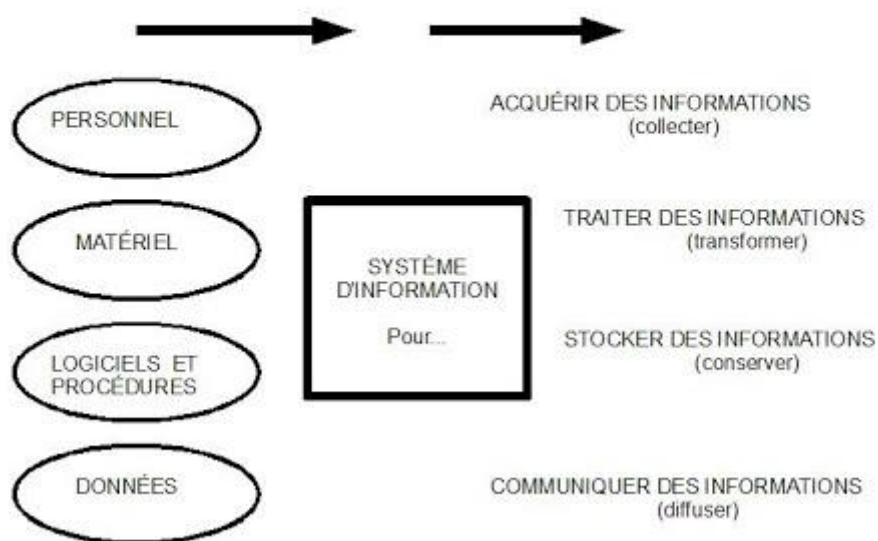 PERSONNEL
MATÉRIEL
LOGICIELS ET
PROCÉDURES
DONNÉES
SYSTÈME
D'INFORMATION
Pour...
ACQUÉRIR DES INFORMATIONS
(collecter)
TRAITER DES INFORMATIONS
(transformer)
STOCKER DES INFORMATIONS
(conserver)
COMMUNIQUER DES INFORMATIONS
(diffuser)